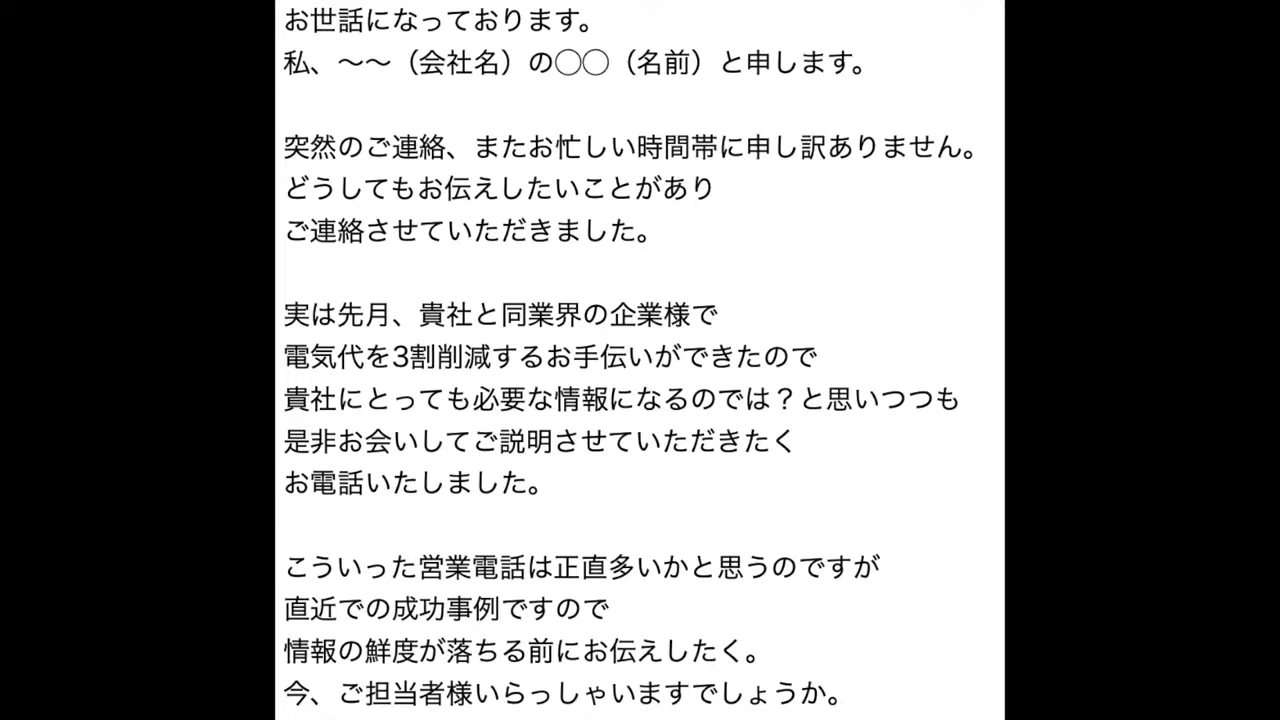 お世話になっております。
私、〜〜（会社名）の◯◯（名前）と申します。
突然のご連絡、またお忙しい時間帯に申し訳ありません。
どうしてもお伝えしたいことがあり
ご連絡させていただきました。
実は先月、貴社と同業界の企業様で
電気代を3割削減するお手伝いができたので
貴社にとっても必要な情報になるのでは？と思いつつも
是非お会いしてご説明させていただきたく
お電話いたしました。
こういった営業電話は正直多いかと思うのですが
直近での成功事例ですので
情報の鮮度が落ちる前にお伝えしたく。
今、ご担当者様いらっしゃいますでしょうか。